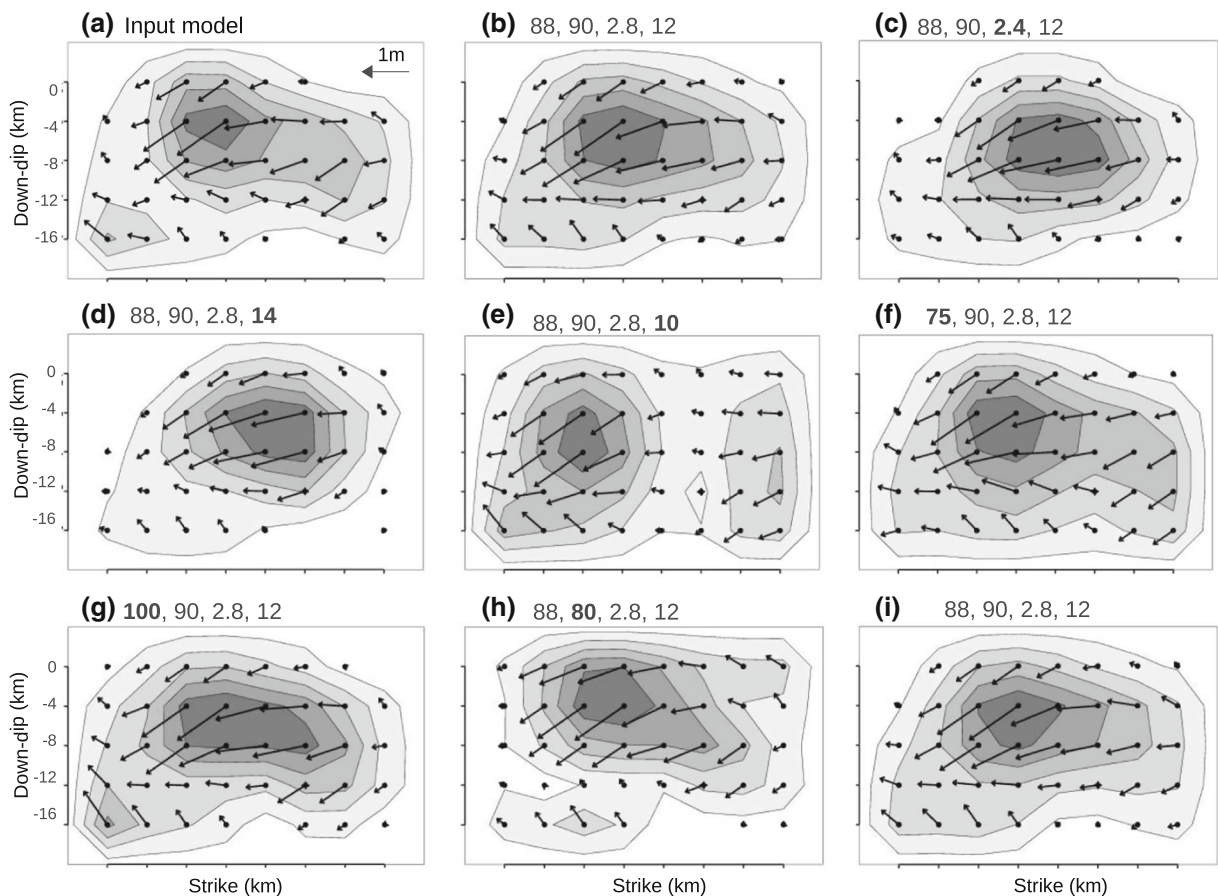 (a) Input model
(b) 88, 90, 2.8, 12
(c) 88, 90, 2.4, 12
1m
Down-dip (km)
0
-4
-8
-12
-16
(d) 88, 90, 2.8, 14
(e) 88, 90, 2.8, 10
(f) 75, 90, 2.8, 12
Down-dip (km)
0
-4
-8
-12
-16
(g) 100, 90, 2.8, 12
(h) 88, 80, 2.8, 12
(i) 88, 90, 2.8, 12
Down-dip (km)
0
-4
-8
-12
-16
Strike (km)
Strike (km)
Strike (km)